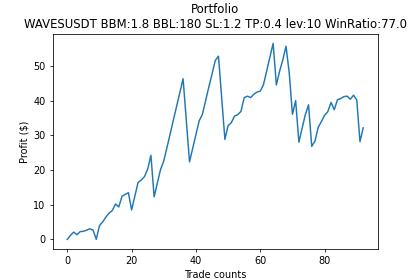 Portfolio
WAVESUSDT BBM:1.8 BBL:180 SL:1.2 TP:0.4 lev:10 WinRatio:77.0
50
40
30
20
10
0
Profit ($)
0 20 40 60 80
Trade counts